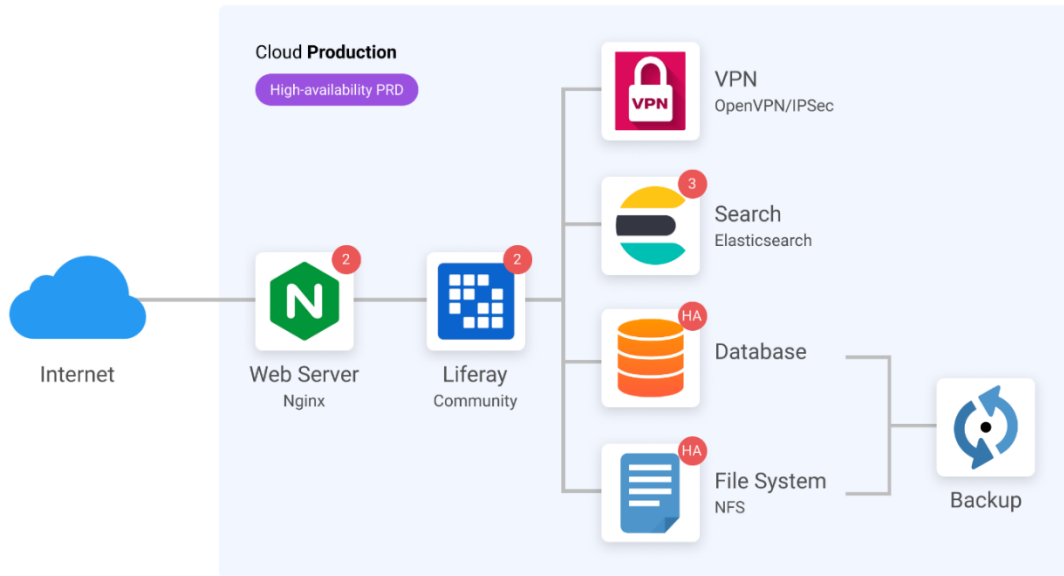 Cloud Production
High-availability PRD
Internet
2
Web Server
Nginx
2
Liferay
Community
VPN
VPN
OpenVPN/IPSec
3
Search
Elasticsearch
HA
Database
HA
File System
NFS
Backup